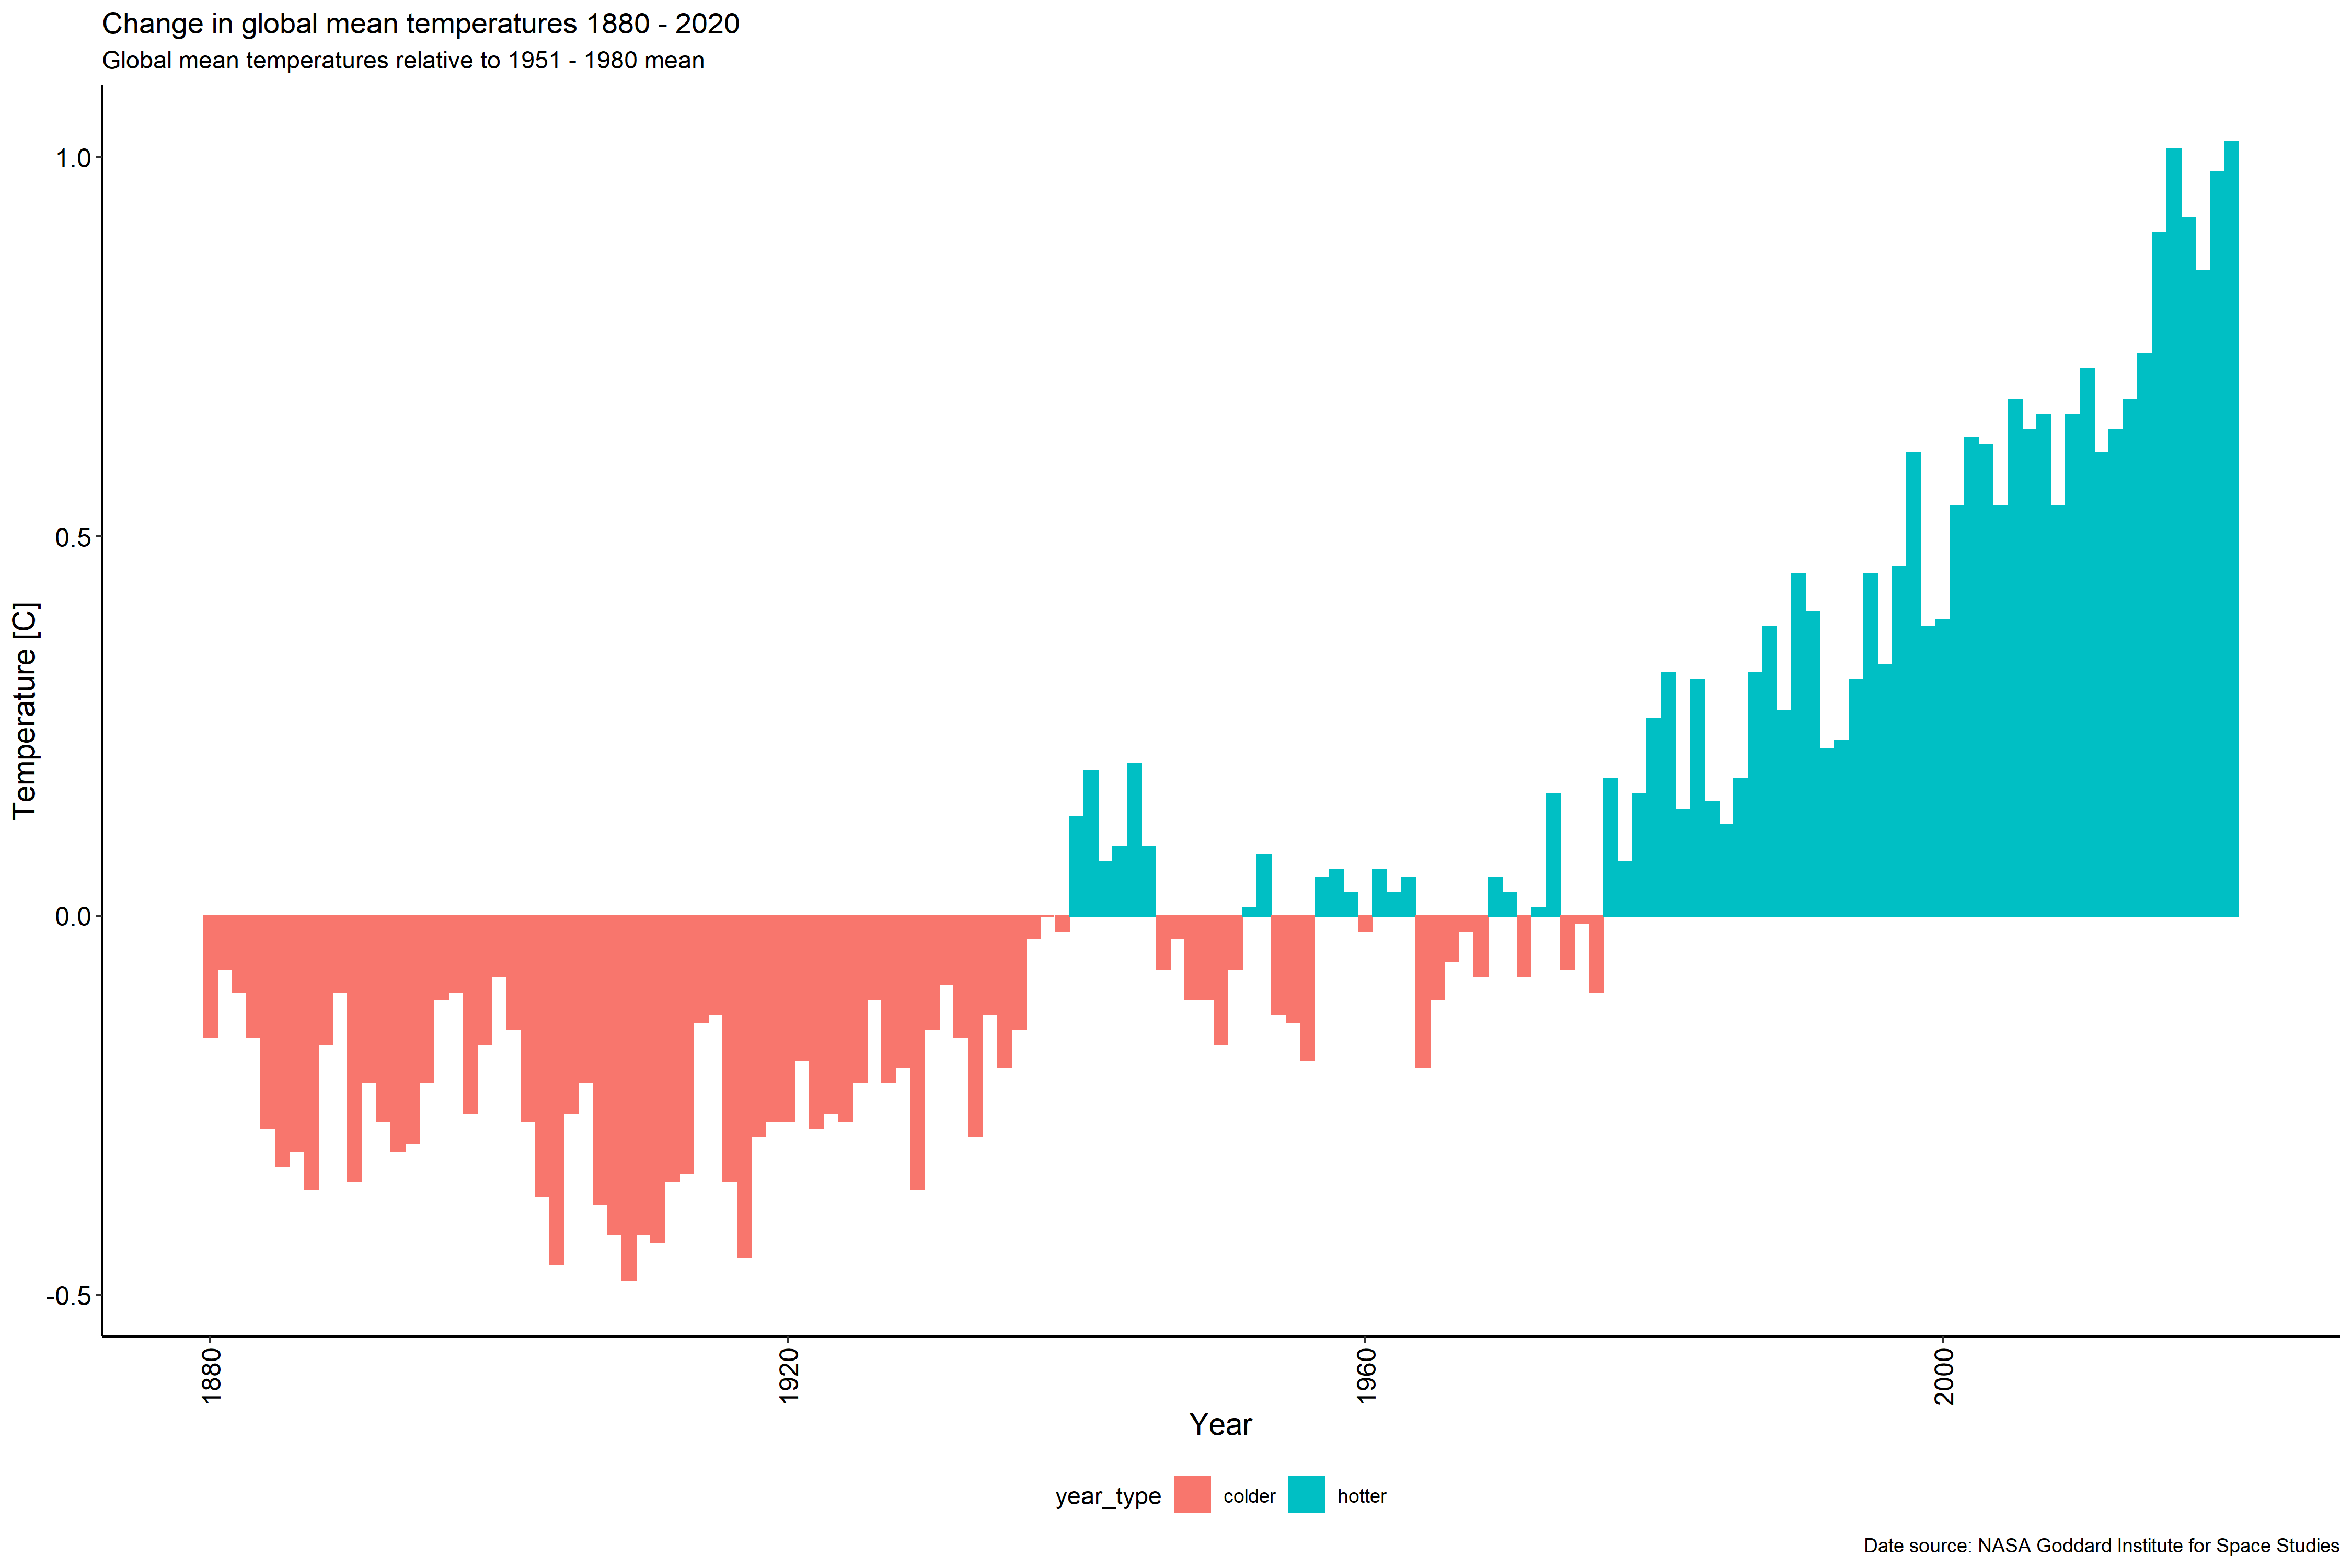 Change in global mean temperatures 1880 - 2020
Global mean temperatures relative to 1951 - 1980 mean
Temperature [C]
1.0
0.5
0.0
-0.5
1880
1920
1960
2000
Year
year_type colder hotter
Date source: NASA Goddard Institute for Space Studies